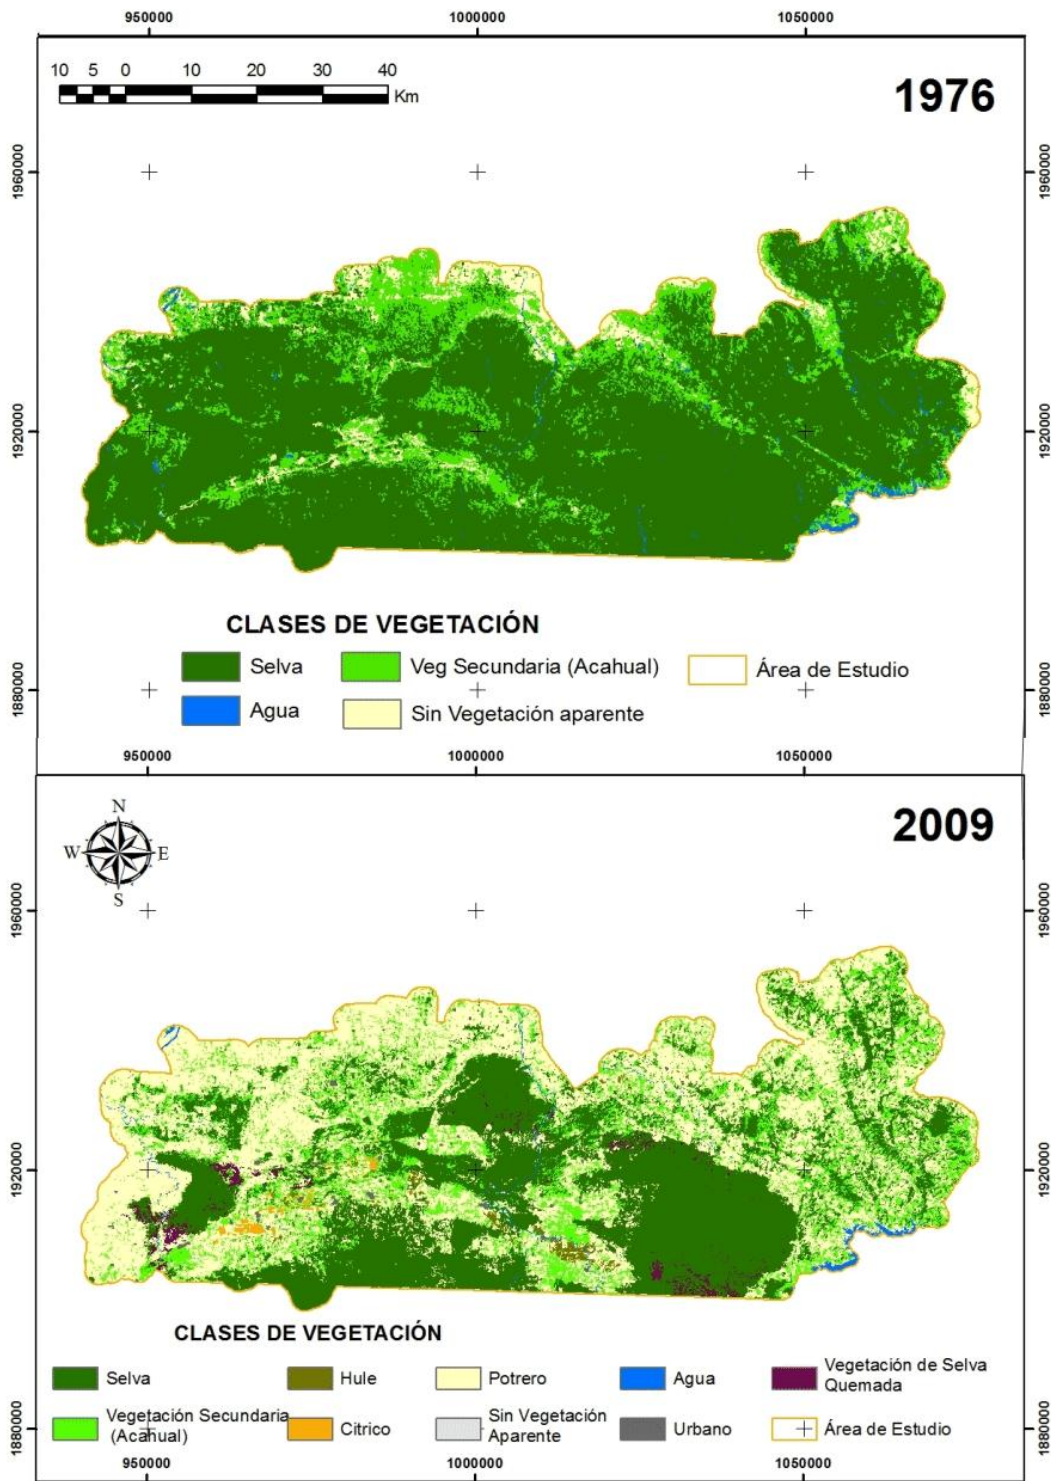 950000 1000000 1050000
10 5 0 10 20 30 40
Km
1976
1960000 1960000
1920000 1920000
1880000 1880000
CLASES DE VEGETACIÓN
Selva Veg Secundaria (Acahual) Área de Estudio
Agua Sin Vegetación aparente
950000 1000000 1050000
2009
N
W E
S
1960000 1960000
1920000 1920000
1880000 1880000
CLASES DE VEGETACIÓN
Selva Hule Potrero Agua Vegetación de Selva
Quemada
Vegetación Secundaria
(Acahual) Citrico Sin Vegetación
Aparente Urbano Área de Estudio
950000 1000000 1050000